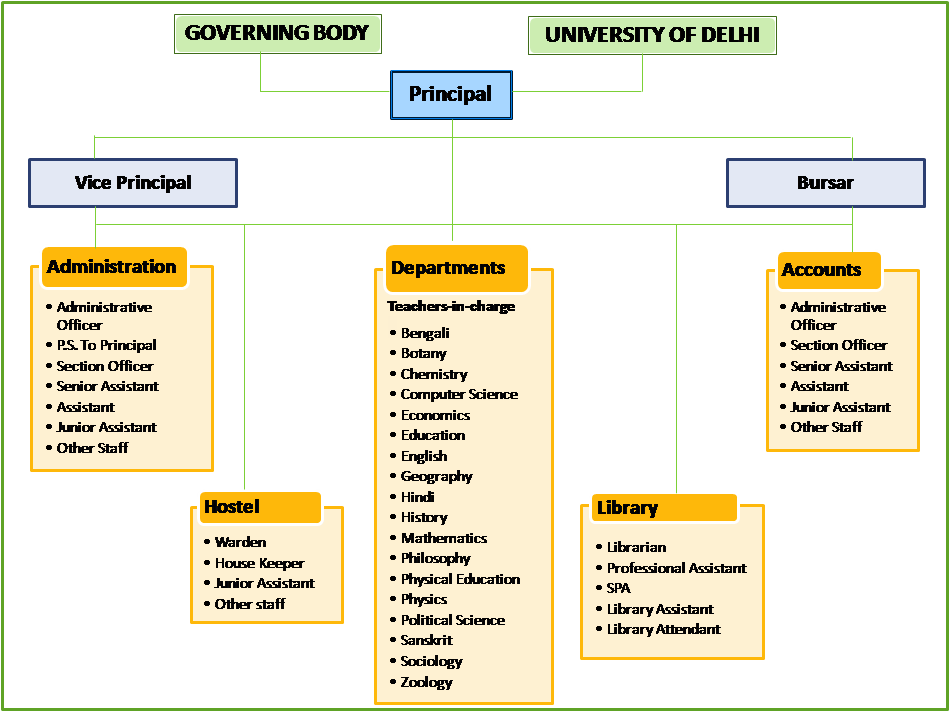 GOVERNING BODY
UNIVERSITY OF DELHI
Principal
Vice Principal
Bursar
Administration
• Administrative
Officer
• P.S. To Principal
• Section Officer
• Senior Assistant
• Assistant
• Junior Assistant
• Other Staff
Departments
Teachers-in-charge
• Bengali
• Botany
• Chemistry
• Computer Science
• Economics
• Education
• English
• Geography
• Hindi
• History
• Mathematics
• Philosophy
• Physical Education
• Physics
• Political Science
• Sanskrit
• Sociology
• Zoology
Accounts
• Administrative
Officer
• Section Officer
• Senior Assistant
• Assistant
• Junior Assistant
• Other Staff
Hostel
• Warden
• House Keeper
• Junior Assistant
• Other staff
Library
• Librarian
• Professional Assistant
• SPA
• Library Assistant
• Library Attendant